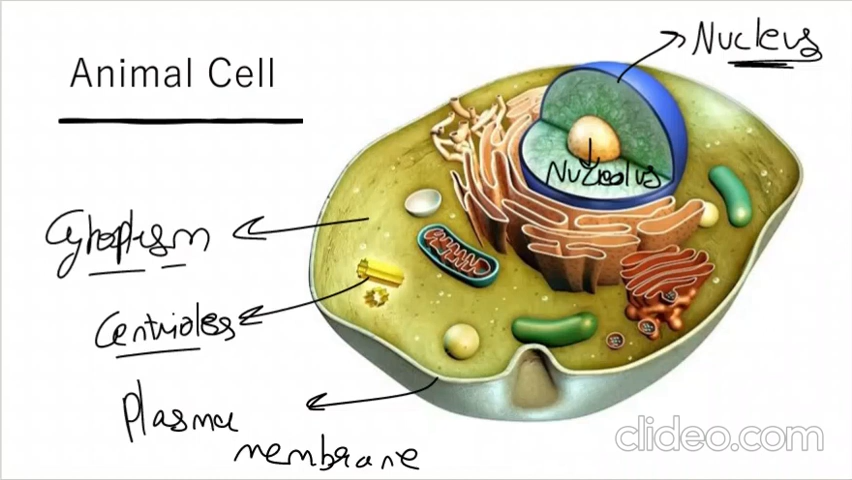 Nucleus
Animal Cell
Nucleolus
Cytoplasm
Centrioles
Plasma
membrane
clideo.com